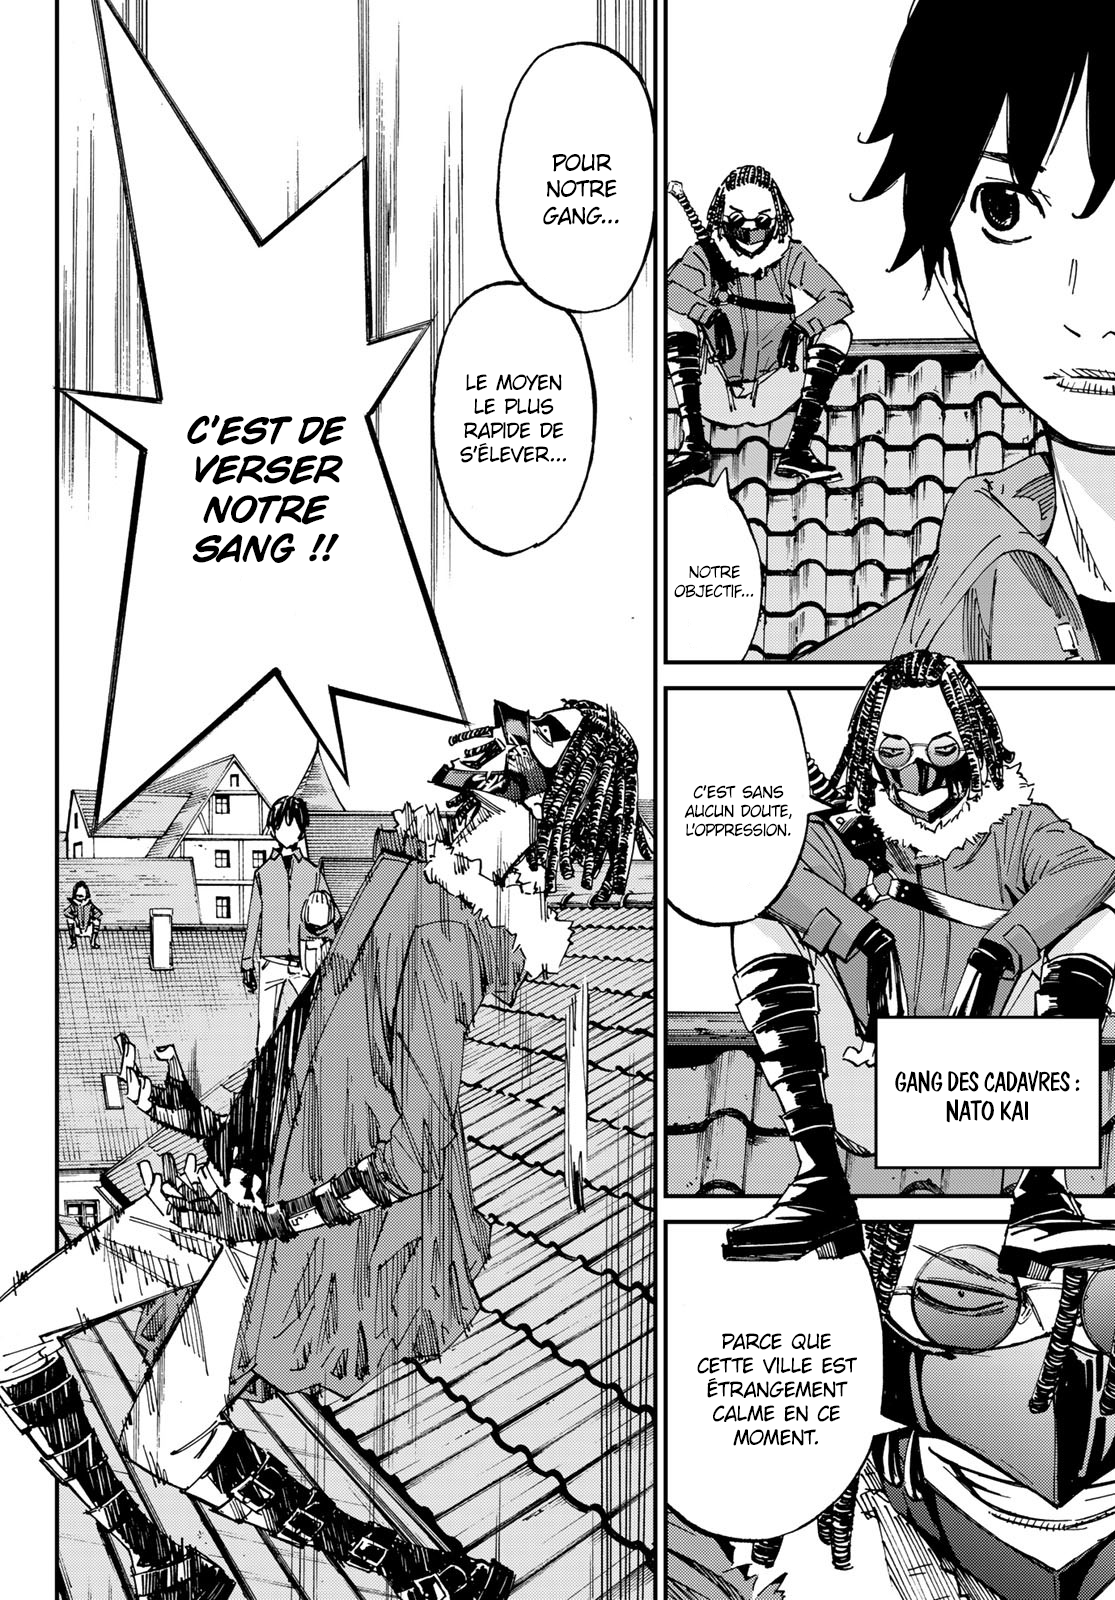 NOTRE
OBJECTIF...
C'EST SANS
AUCUN DOUTE,
L'OPPRESSION.
GANG DES CADAVRES :
NATO KAI
PARCE QUE
CETTE VILLE EST
ÉTRANGEMENT
CALME EN CE
MOMENT.
POUR
NOTRE
GANG...
LE MOYEN
LE PLUS
RAPIDE DE
S'ÉLEVER...
C'EST DE
VERSER
NOTRE
SANG !!